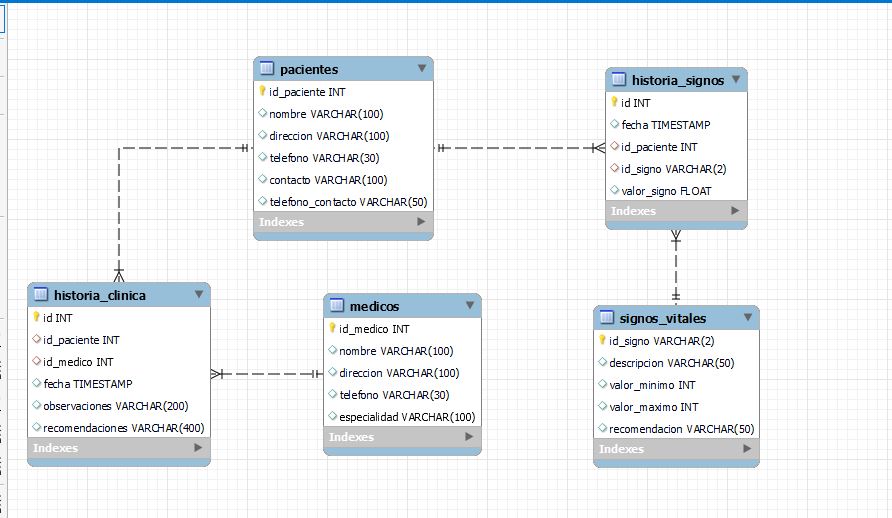 pacientes
id_paciente INT
nombre VARCHAR(100)
direccion VARCHAR(100)
telefono VARCHAR(30)
contacto VARCHAR(100)
telefono_contacto VARCHAR(50)
Indexes
historia_signos
id INT
fecha TIMESTAMP
id_paciente INT
id_signo VARCHAR(2)
valor_signo FLOAT
Indexes
historia_clinica
id INT
id_paciente INT
id_medico INT
fecha TIMESTAMP
observaciones VARCHAR(200)
recomendaciones VARCHAR(400)
Indexes
medicos
id_medico INT
nombre VARCHAR(100)
direccion VARCHAR(100)
telefono VARCHAR(30)
especialidad VARCHAR(100)
Indexes
signos_vitales
id_signo VARCHAR(2)
descripcion VARCHAR(50)
valor_minimo INT
valor_maximo INT
recomendacion VARCHAR(50)
Indexes